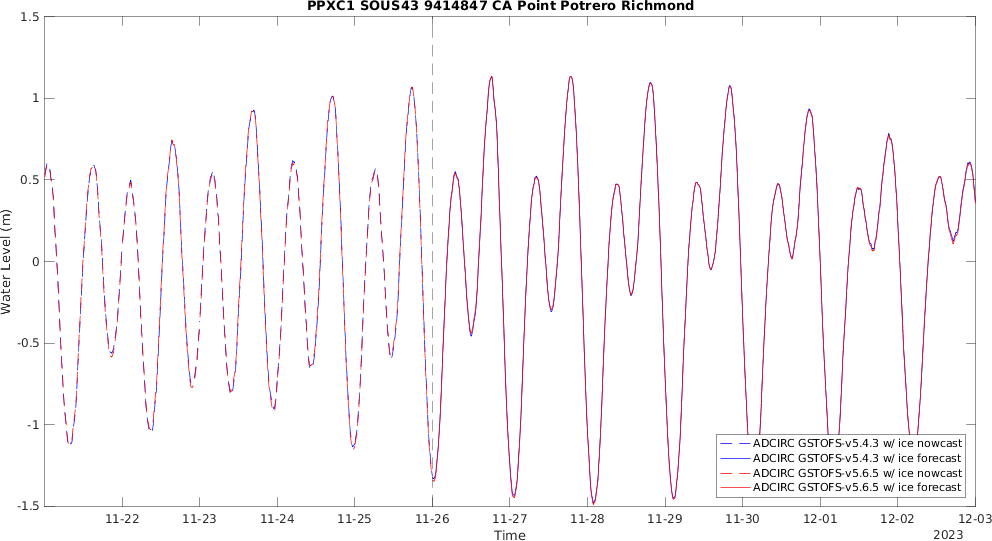 PPXC1 SOUS43 9414847 CA Point Potrero Richmond
Water Level (m)
1.5
1
0.5
0
-0.5
-1
-1.5
ADCIRC GSTOFS-v5.4.3 w/ ice nowcast
ADCIRC GSTOFS-v5.4.3 w/ ice forecast
ADCIRC GSTOFS-v5.6.5 w/ ice nowcast
ADCIRC GSTOFS-v5.6.5 w/ ice forecast
11-22 11-23 11-24 11-25 11-26 11-27 11-28 11-29 11-30 12-01 12-02 12-03
Time
2023